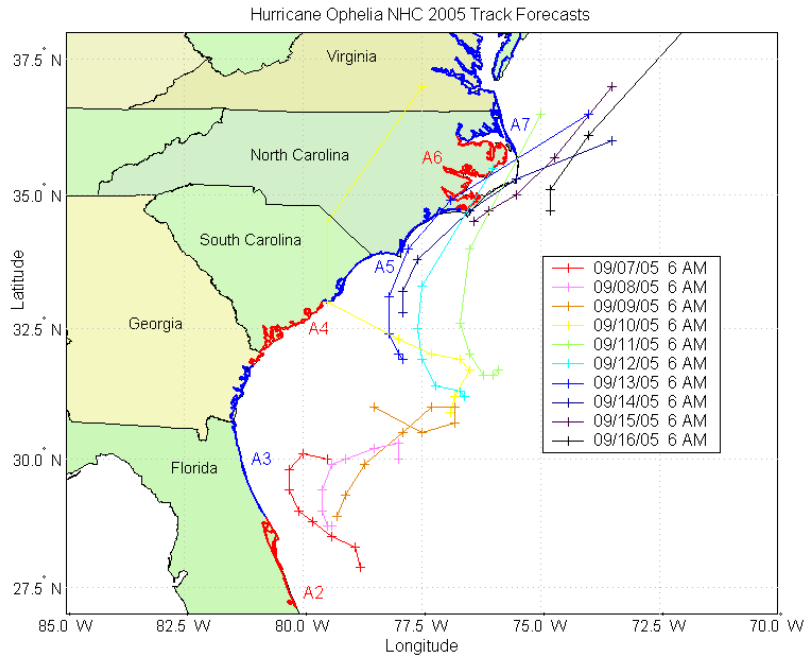 Hurricane Ophelia NHC 2005 Track Forecasts
37.5° N
Virginia
A7
North Carolina
A6
35.0° N
South Carolina
A5
Latitude
09/07/05 6 AM
09/08/05 6 AM
09/09/05 6 AM
09/10/05 6 AM
09/11/05 6 AM
09/12/05 6 AM
09/13/05 6 AM
09/14/05 6 AM
09/15/05 6 AM
09/16/05 6 AM
Georgia
A4
32.5° N
30.0° N
Florida
A3
27.5° N
A2
85.0 W
82.5° W
80.0° W
77.5° W
75.0° W
72.5° W
70.0 W
Longitude